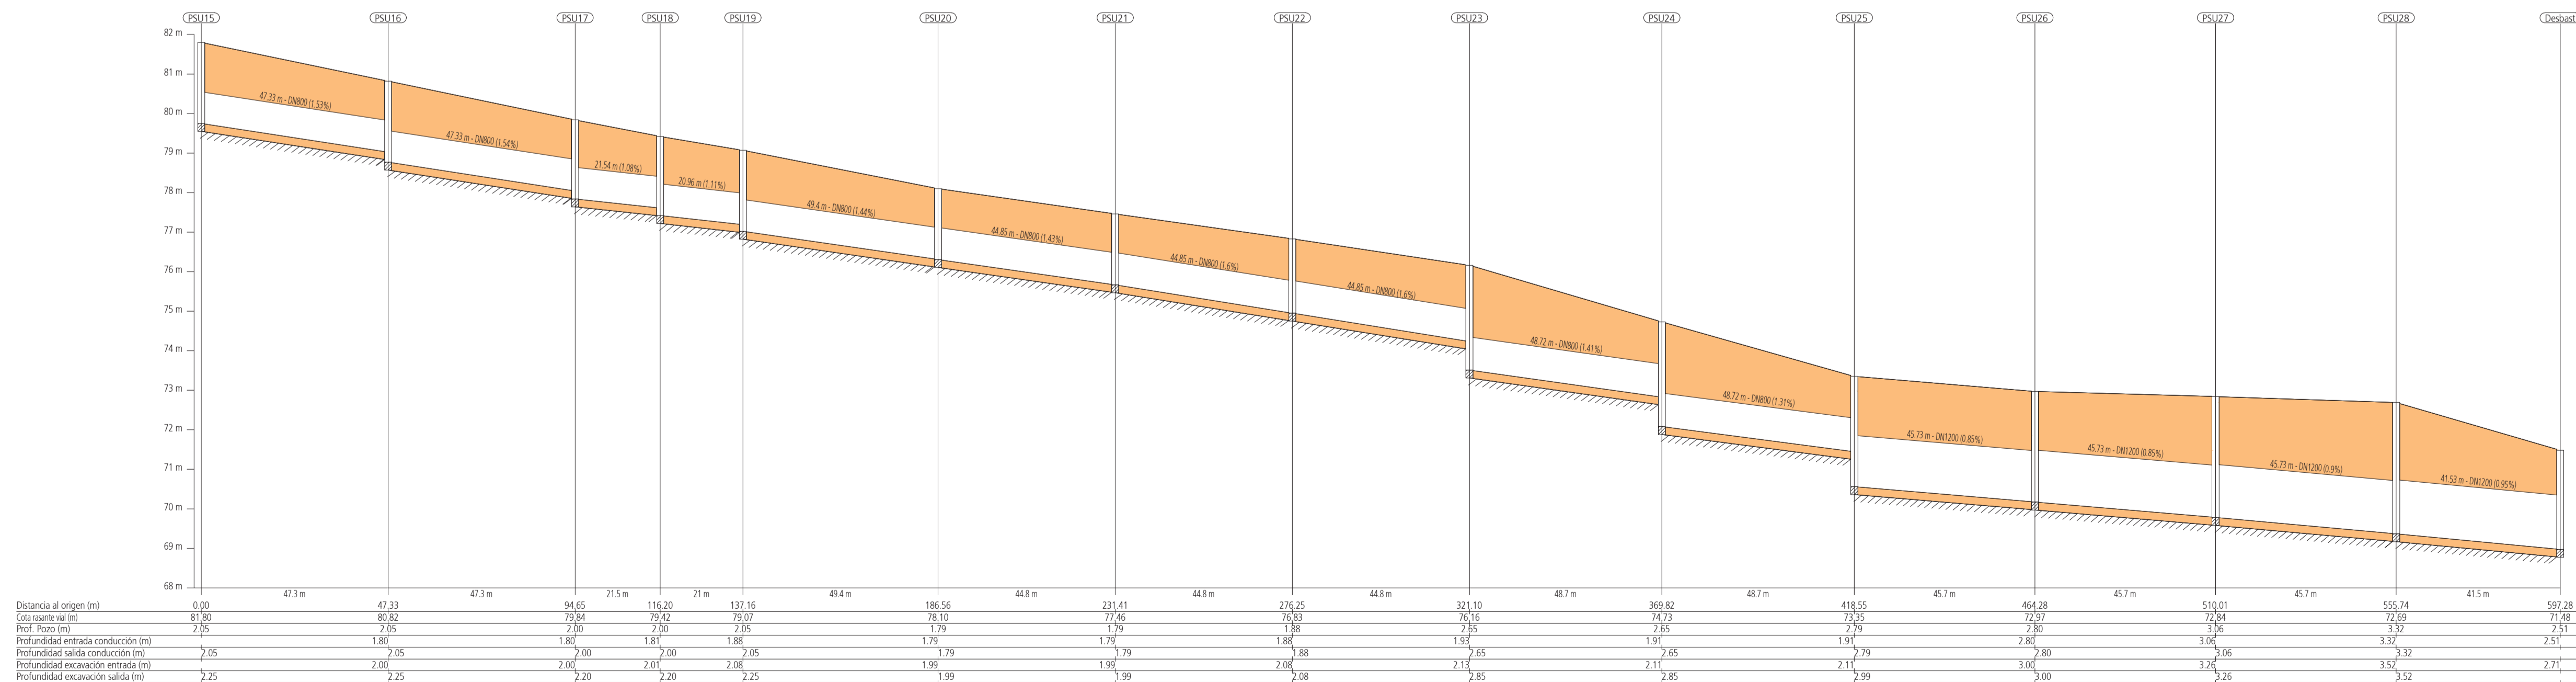 PSU15 PSU16 PSU17 PSU18 PSU19 PSU20 PSU21 PSU22 PSU23 PSU24 PSU25 PSU26 PSU27 PSU28 Desbast
82 m
81 m
80 m
79 m
78 m
77 m
76 m
75 m
74 m
73 m
72 m
71 m
70 m
69 m
68 m
47.33 m - DN800 (1.53%)
47.33 m - DN800 (1.54%)
21.54 m (1.08%)
20.96 m (1.11%)
49.4 m - DN800 (1.44%)
44.85 m - DN800 (1.43%)
44.85 m - DN800 (1.6%)
44.85 m - DN800 (1.6%)
48.72 m - DN800 (1.41%)
48.72 m - DN800 (1.31%)
45.73 m - DN1200 (0.85%)
45.73 m - DN1200 (0.85%)
45.73 m - DN1200 (0.9%)
41.53 m - DN1200 (0.95%)
47.3 m 47.3 m 21.5 m 21 m 49.4 m 44.8 m 44.8 m 44.8 m 48.7 m 48.7 m 45.7 m 45.7 m 45.7 m 41.5 m
Distancia al origen (m) 0.00 47,33 94,65 116,20 137,16 186,56 231,41 276,25 321,10 369,82 418,55 464,28 510,01 555,74 597,28
Cota rasante vial (m) 81,80 80,82 79,84 79,42 79,07 78,10 77,46 76,83 76,16 74,73 73,35 72,97 72,84 72,69 71,48
Prof. Pozo (m) 2.05 2.05 2.00 2.00 2.05 1.79 1.79 1.88 2.65 2.65 2.79 2.80 3.06 3.32 2.51
Profundidad entrada conducción (m) 1.80 1.80 1.81 1.88 1.79 1.79 1.88 1.93 1.91 1.91 2.80 3.06 3.32 2.51
Profundidad salida conducción (m) 2.05 2.05 2.00 2.00 2.05 1.79 1.79 1.88 2.65 2.65 2.79 2.80 3.06 3.32
Profundidad excavación entrada (m) 2.00 2.00 2.01 2.08 1.99 1.99 2.08 2.13 2.11 2.11 3.00 3.26 3.52 2.71
Profundidad excavación salida (m) 2.25 2.25 2.20 2.20 2.25 1.99 1.99 2.08 2.85 2.85 2.99 3.00 3.26 3.52